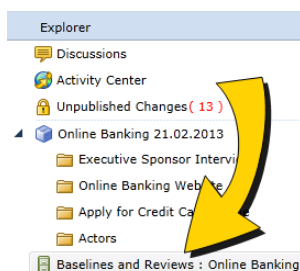 Explorer
Discussions
Activity Center
Unpublished Changes ( 13 )
Online Banking 21.02.2013
Executive Sponsor Intervi
Online Banking Website
Apply for Credit Ca
Actors
Baselines and Reviews : Online Banking